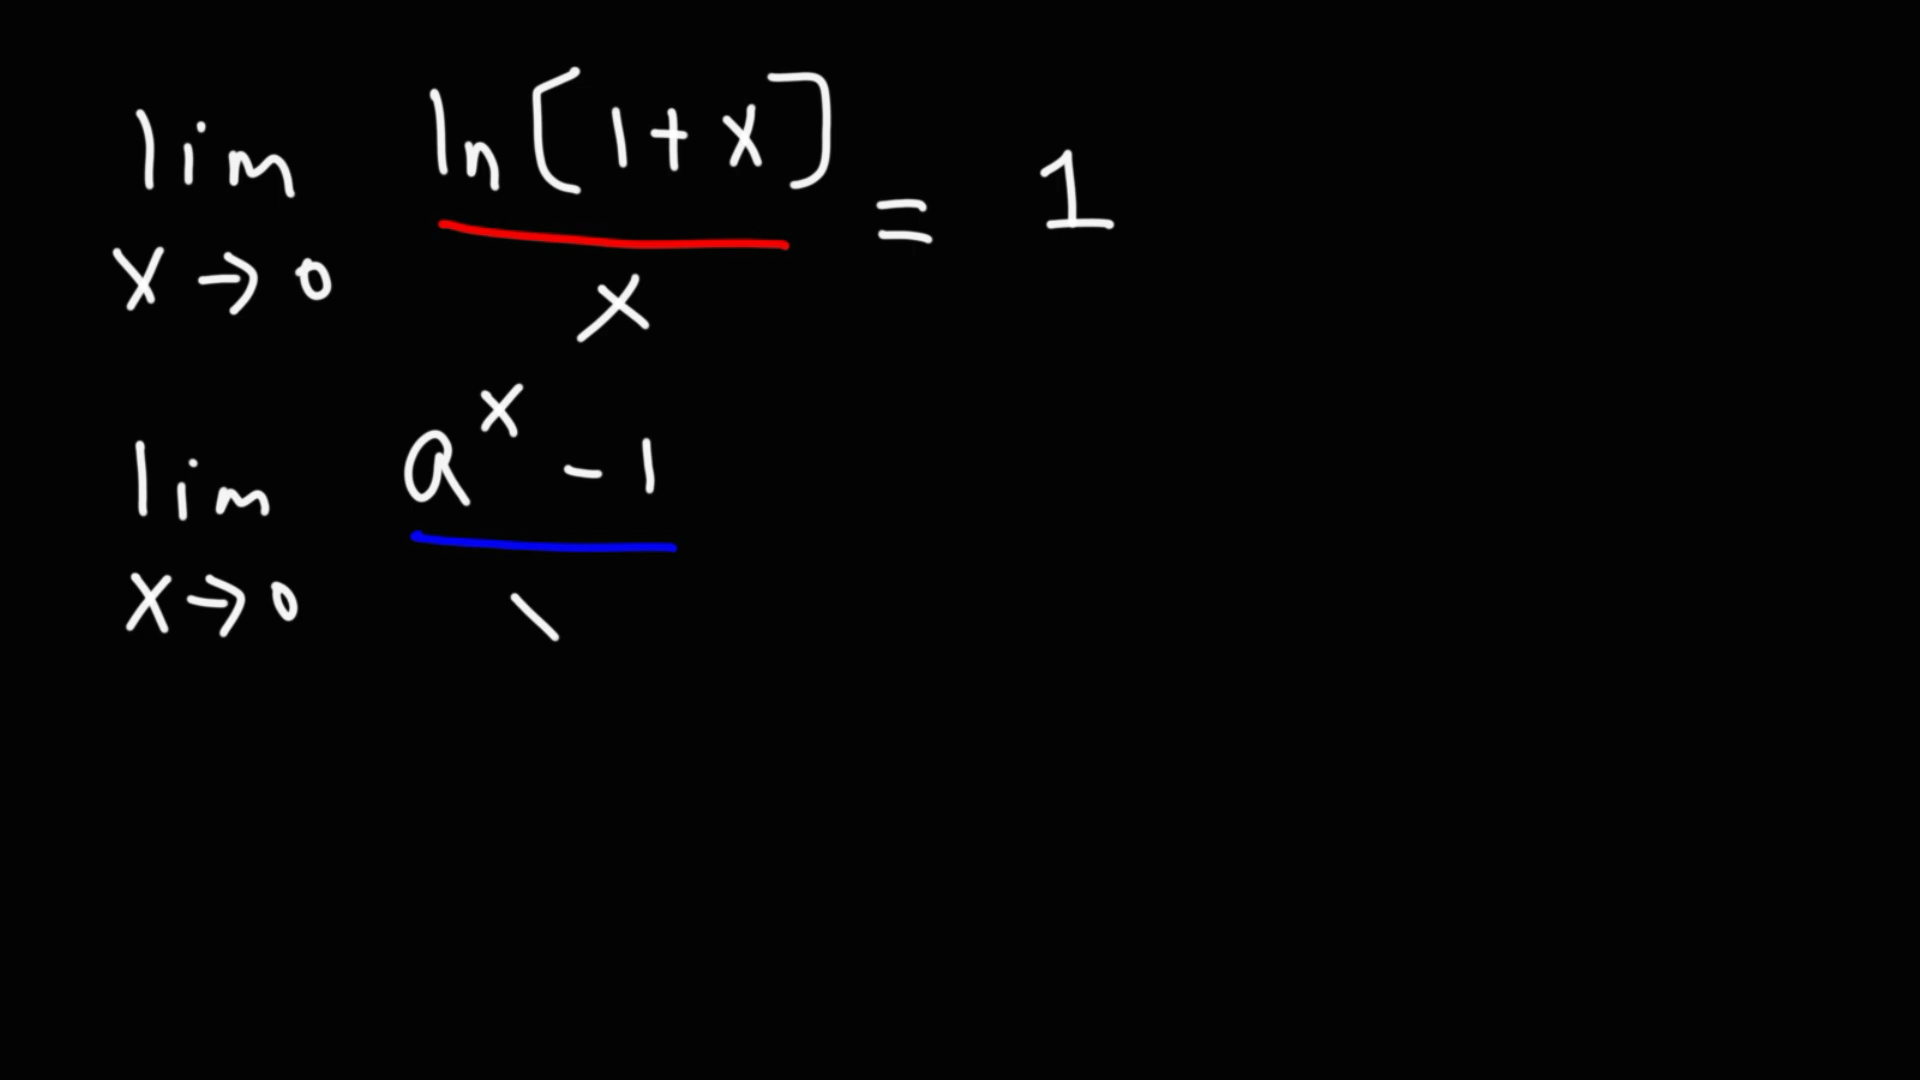 lim ln[1+x] = 1
x→0 x
lim a^x - 1
x→0 \